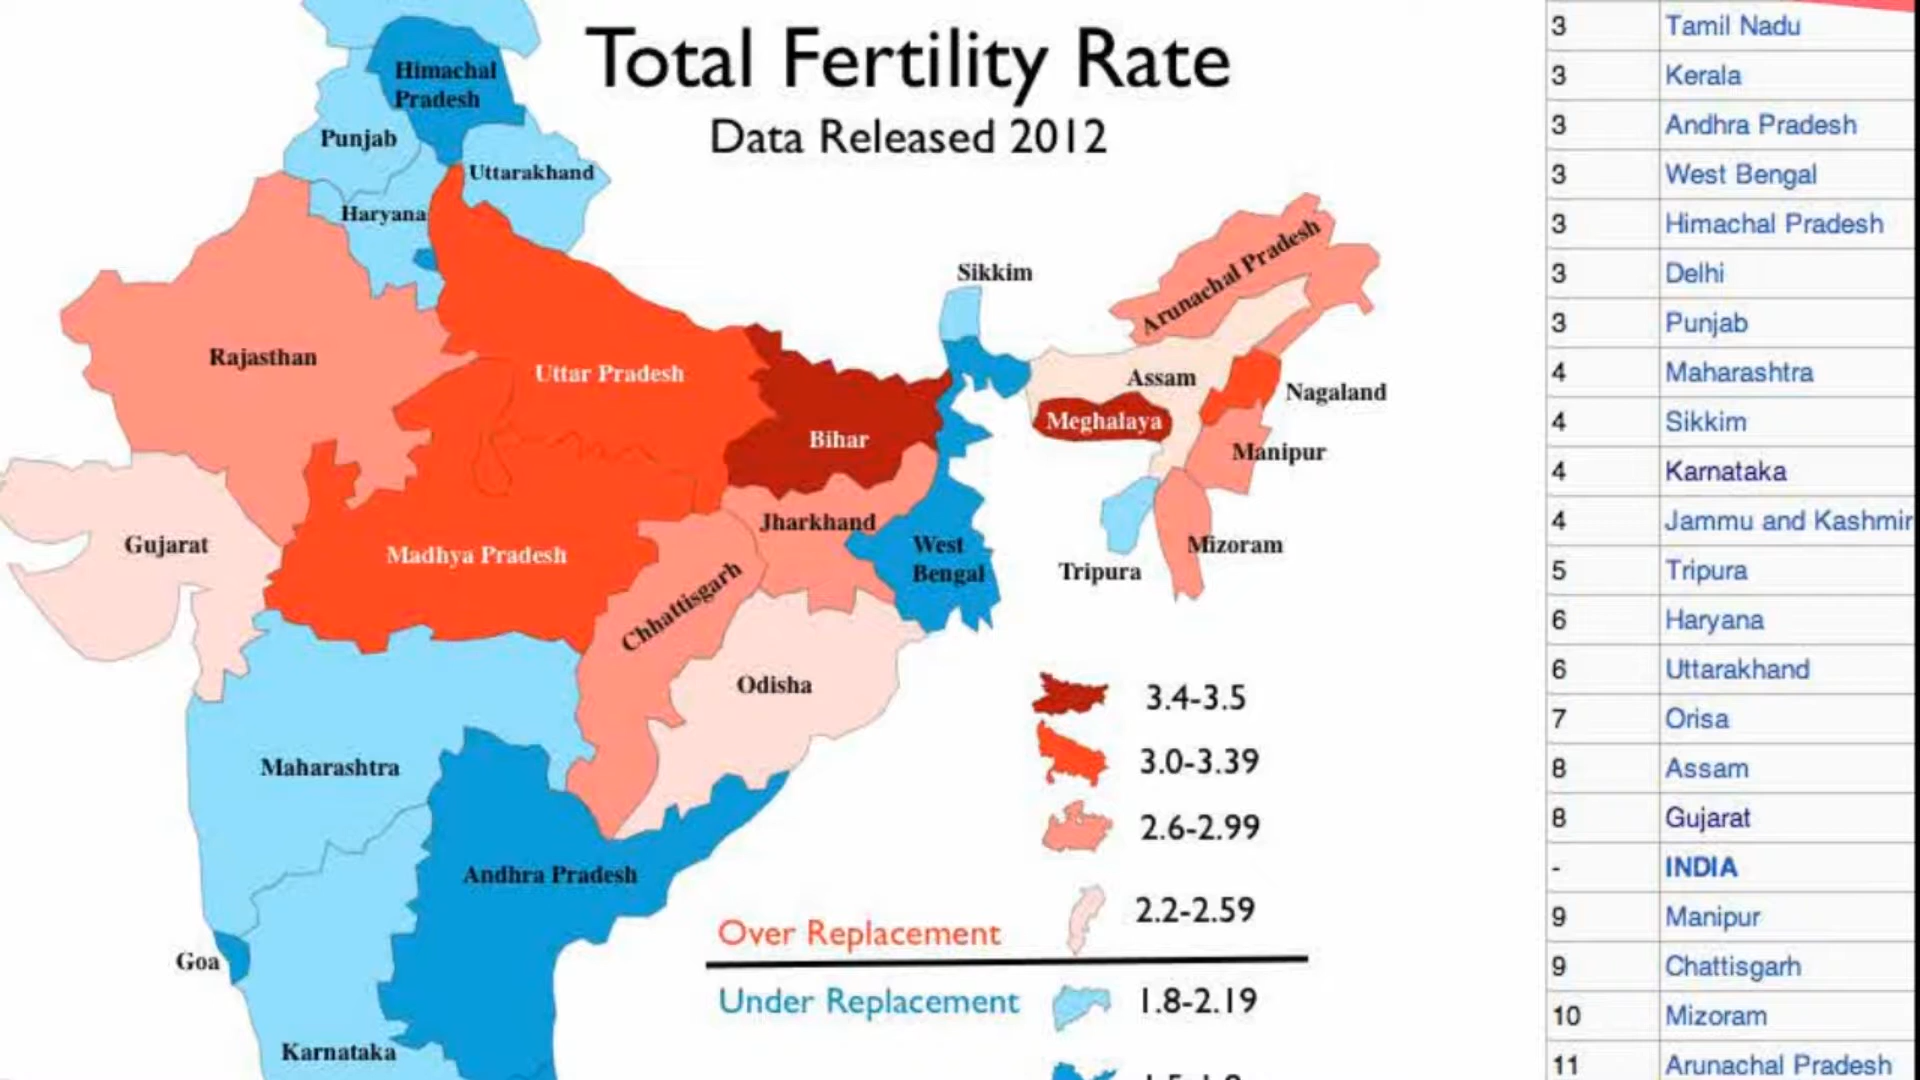 Total Fertility Rate
Data Released 2012
Himachal
Pradesh
Punjab
Uttarakhand
Haryana
Rajasthan
Uttar Pradesh
Bihar
Sikkim
Arunachal Pradesh
Assam
Nagaland
Meghalaya
Manipur
Mizoram
Tripura
Gujarat
Madhya Pradesh
Jharkhand
West
Bengal
Chhattisgarh
Odisha
Maharashtra
Andhra Pradesh
Goa
Karnataka
3.4-3.5
3.0-3.39
2.6-2.99
2.2-2.59
Over Replacement
Under Replacement
1.8-2.19
3 Tamil Nadu
3 Kerala
3 Andhra Pradesh
3 West Bengal
3 Himachal Pradesh
3 Delhi
3 Punjab
4 Maharashtra
4 Sikkim
4 Karnataka
4 Jammu and Kashmir
5 Tripura
6 Haryana
6 Uttarakhand
7 Orisa
8 Assam
8 Gujarat
- INDIA
9 Manipur
9 Chattisgarh
10 Mizoram
11 Arunachal Pradesh